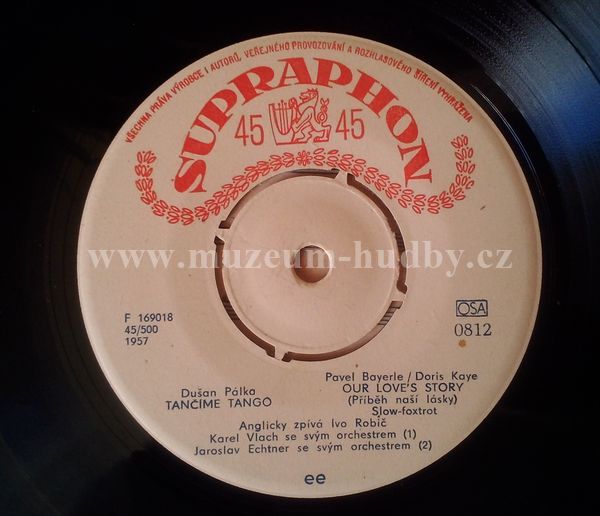 VŠECHNA PRÁVA VÝROBCE I AUTORŮ, VEŘEJNÉHO PROVOZOVÁNÍ A ROZHLASOVÉHO ŠÍŘENÍ VYHRAŽENA
SUPRAPHON
45 45
www.muzeum-hudby.cz
F 169018
45/500
1957
OSA
0812
Dušan Pálka
TANČÍME TANGO
Pavel Bayerle / Doris Kaye
OUR LOVE'S STORY
(Příběh naší lásky)
Slow-foxtrot
Anglicky zpívá Ivo Robič
Karel Vlach se svým orchestrem (1)
Jaroslav Echtner se svým orchestrem (2)
ee